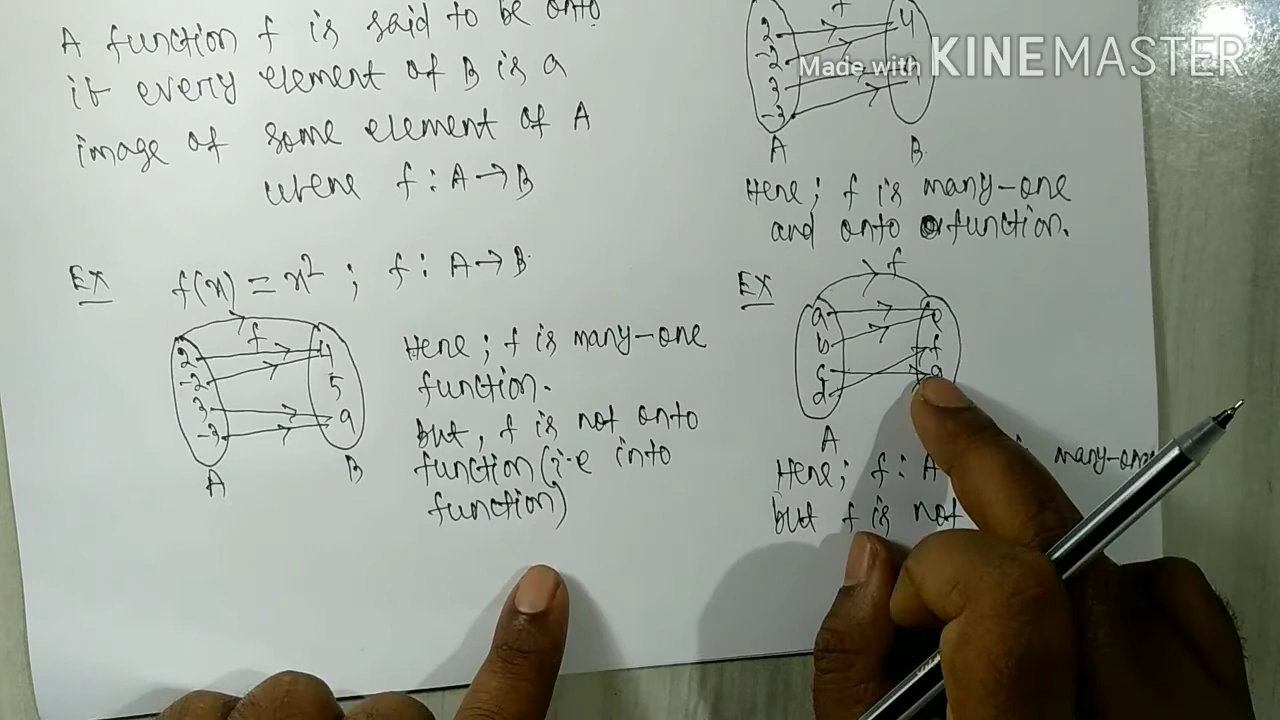 A function f is said to be onto
if every element of B is a
image of some element of A
where f : A → B
Ex f(x) = x² ; f : A → B
f
2
-2
3
-3
A
4
5
9
B
Here ; f is many-one
function.
but, f is not onto
function (i.e into
function)
f
2
-2
3
-3
A
4
B
Made with KINEMASTER
Here ; f is many-one
and onto function.
Ex
f
a
b
c
d
A
e
f
g
Here ; f : A is many-one
but f is not